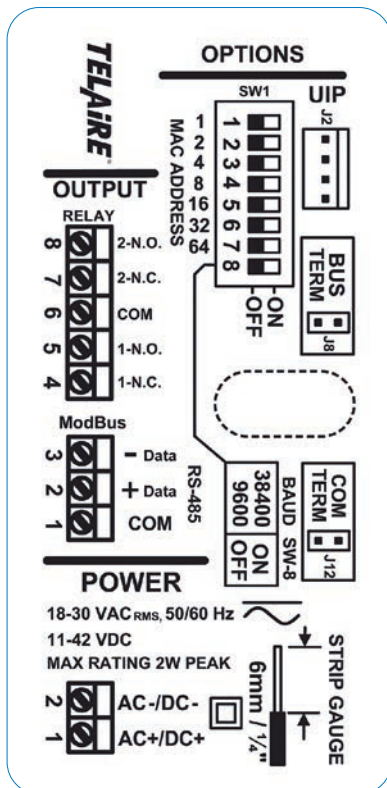 TELAIRE
OPTIONS
SW1
UIP
J2
MAC ADDRESS
1 1
2 2
4 3
8 4
16 5
32 6
64 7
8
ON
OFF
BUS
TERM
J8
OUTPUT
RELAY
8 2-N.O.
7 2-N.C.
6 COM
5 1-N.O.
4 1-N.C.
ModBus
3 - Data
2 + Data
1 COM
RS-485
BAUD SW-8
38400 ON
9600 OFF
COM
TERM
J12
POWER
18-30 VAC RMS, 50/60 Hz
11-42 VDC
MAX RATING 2W PEAK
2 AC-/DC-
1 AC+/DC+
6mm / 1/4"
STRIP GAUGE